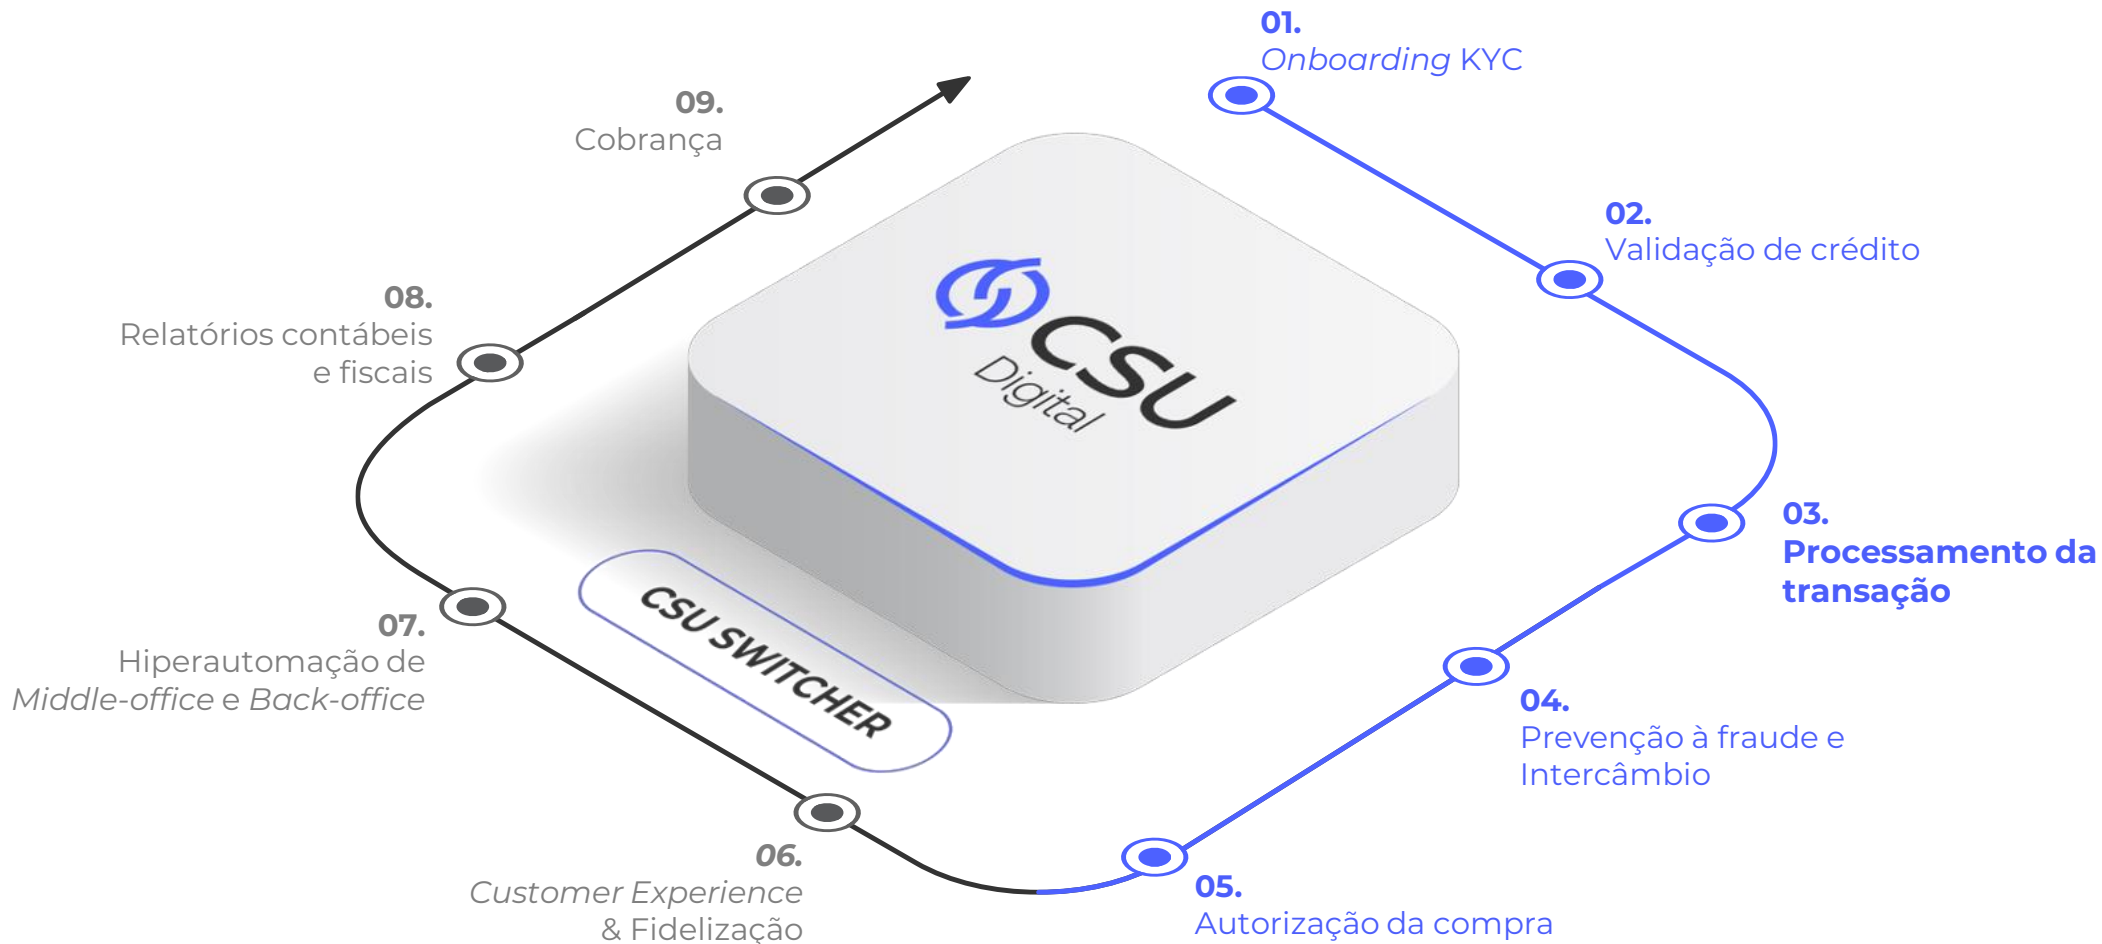 01.
Onboarding KYC
02.
Validação de crédito
03.
Processamento da
transação
04.
Prevenção à fraude e
Intercâmbio
05.
Autorização da compra
06.
Customer Experience
& Fidelização
07.
Hiperautomação de
Middle-office e Back-office
08.
Relatórios contábeis
e fiscais
09.
Cobrança
CSU
Digital
CSU SWITCHER